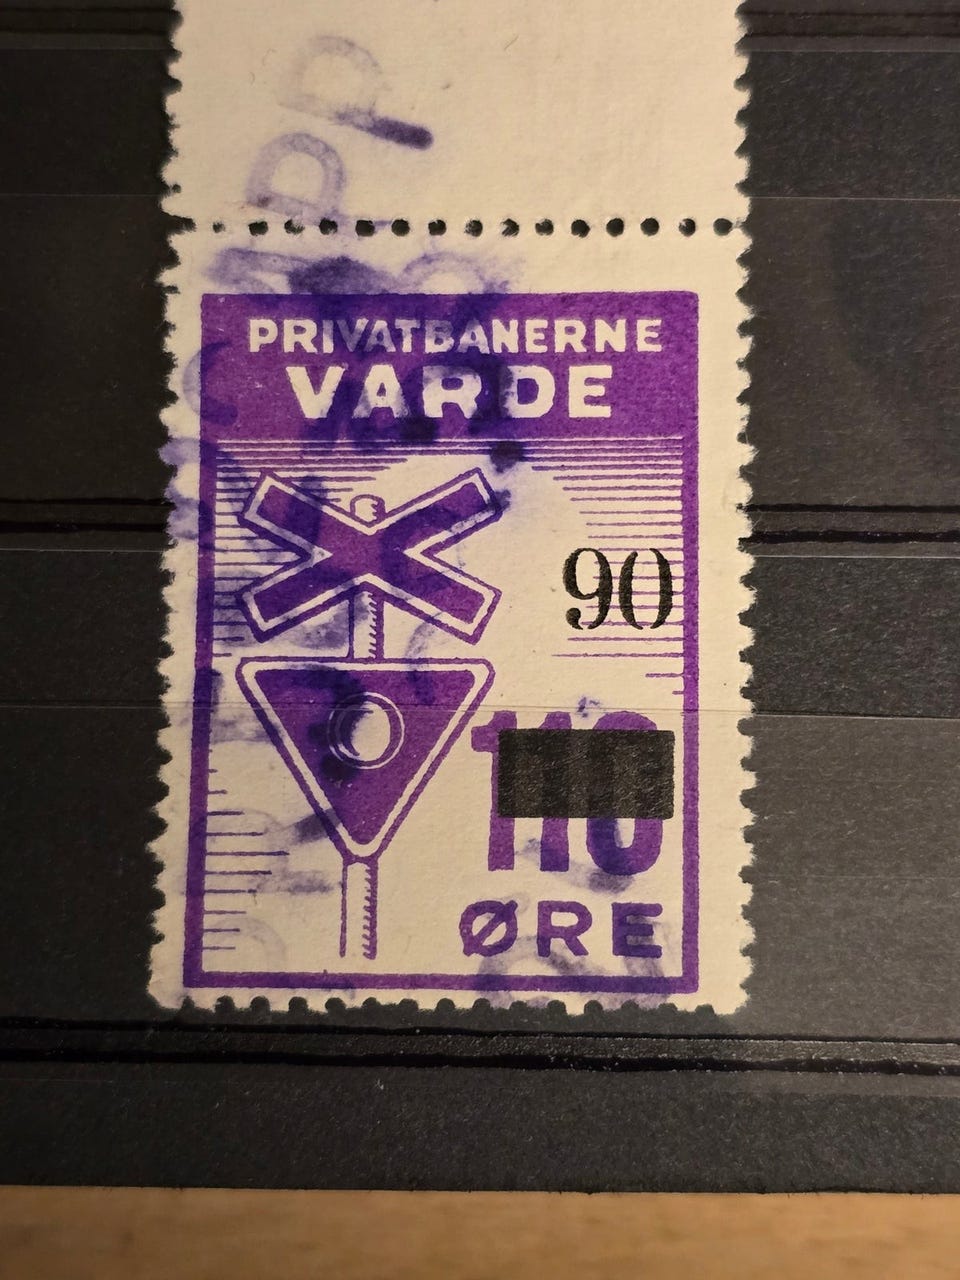 PRIVATBANERNE
VARDE
90
110
ØRE